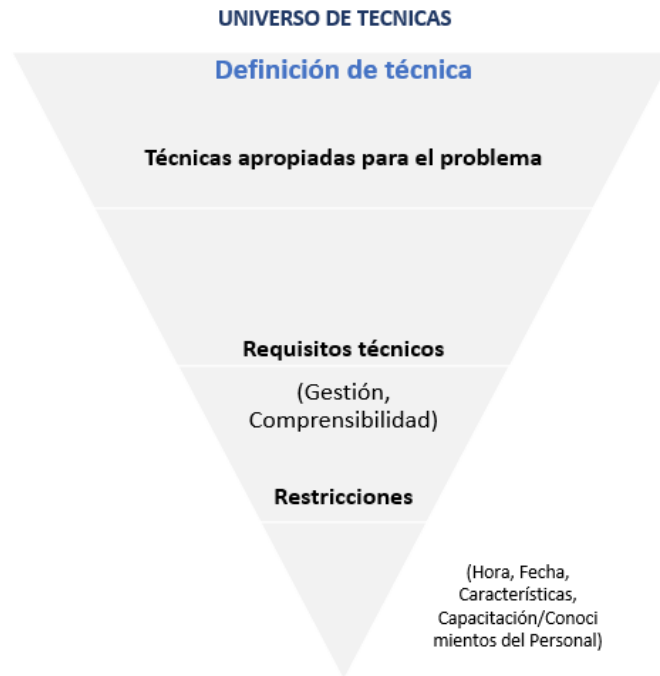 UNIVERSO DE TECNICAS
Definición de técnica
Técnicas apropiadas para el problema
Requisitos técnicos
(Gestión,
Comprensibilidad)
Restricciones
(Hora, Fecha,
Características,
Capacitación/Conoci
mientos del Personal)